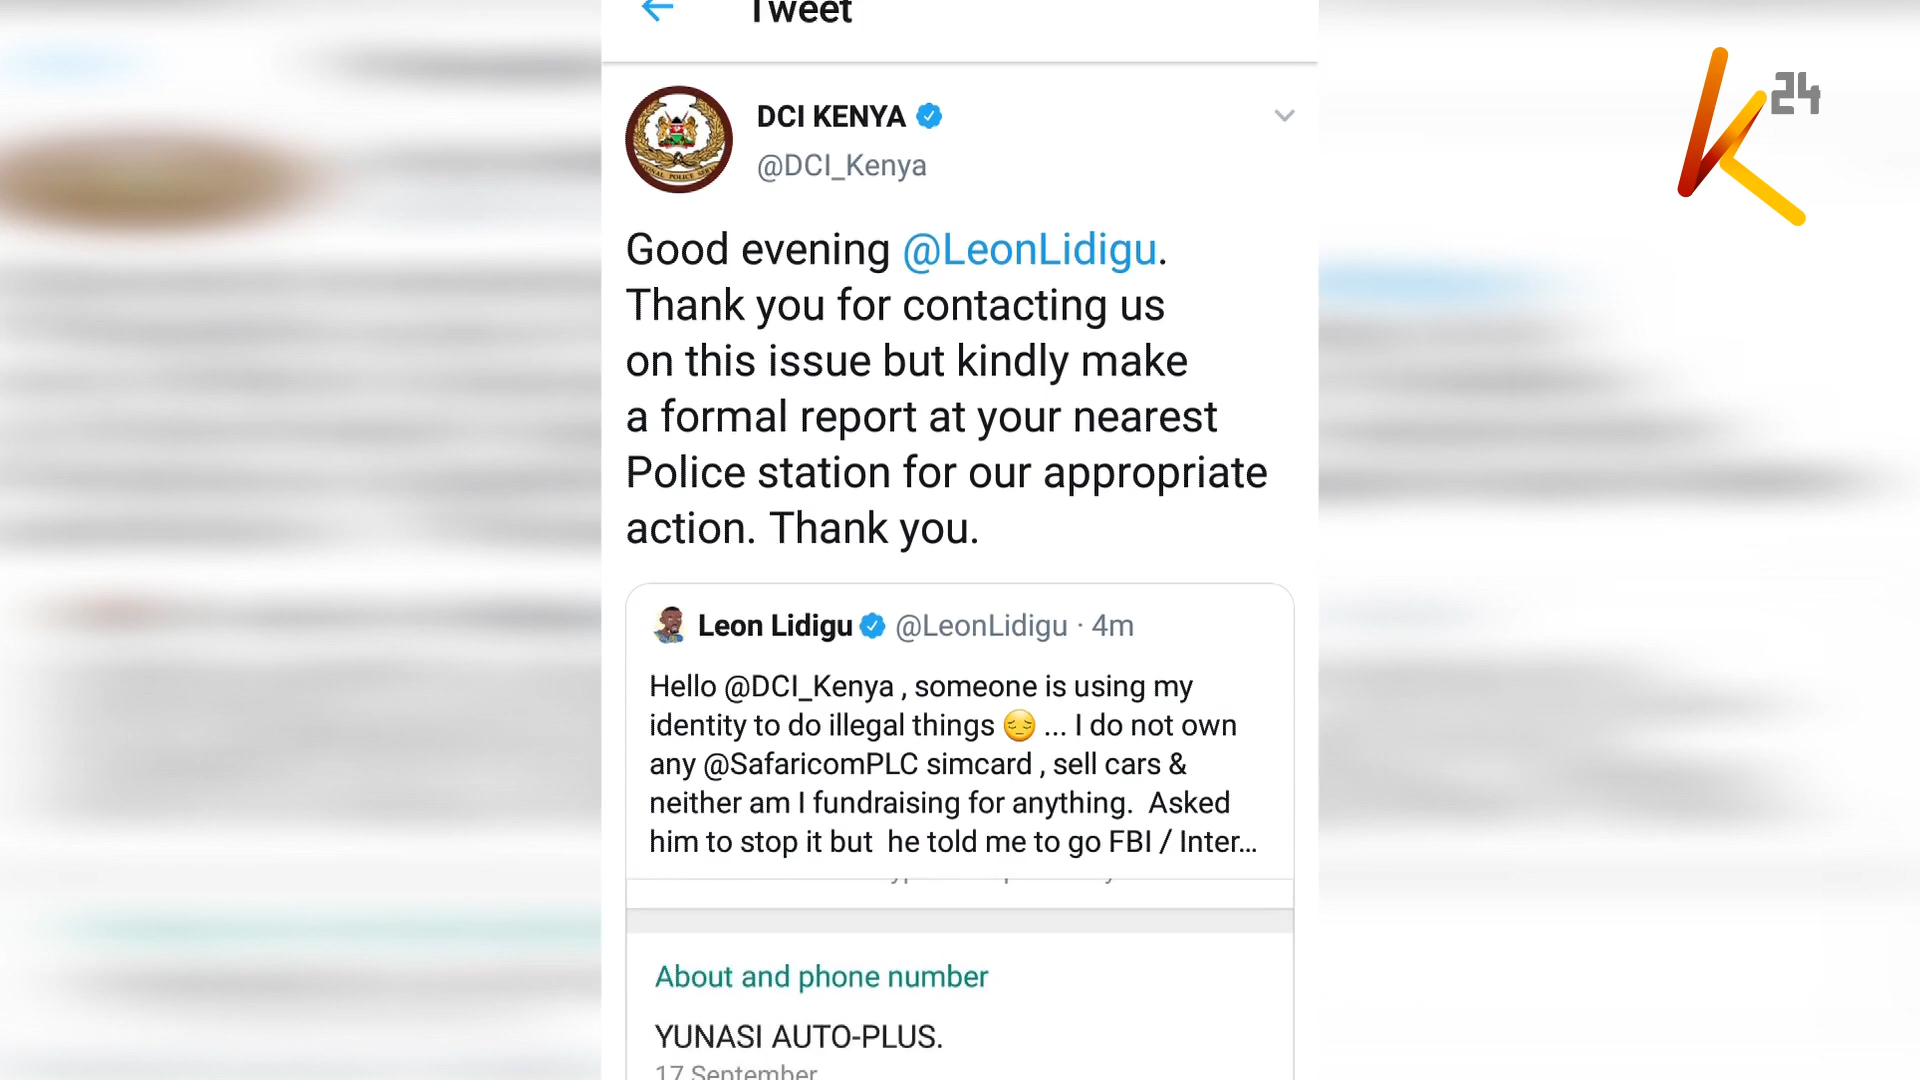 Tweet
K24
DCI KENYA
@DCI_Kenya
Good evening @LeonLidigu.
Thank you for contacting us
on this issue but kindly make
a formal report at your nearest
Police station for our appropriate
action. Thank you.
Leon Lidigu @LeonLidigu · 4m
Hello @DCI_Kenya , someone is using my
identity to do illegal things 😔 ... I do not own
any @SafaricomPLC simcard , sell cars &
neither am I fundraising for anything.  Asked
him to stop it but  he told me to go FBI / Inter...
About and phone number
YUNASI AUTO-PLUS.
17 September